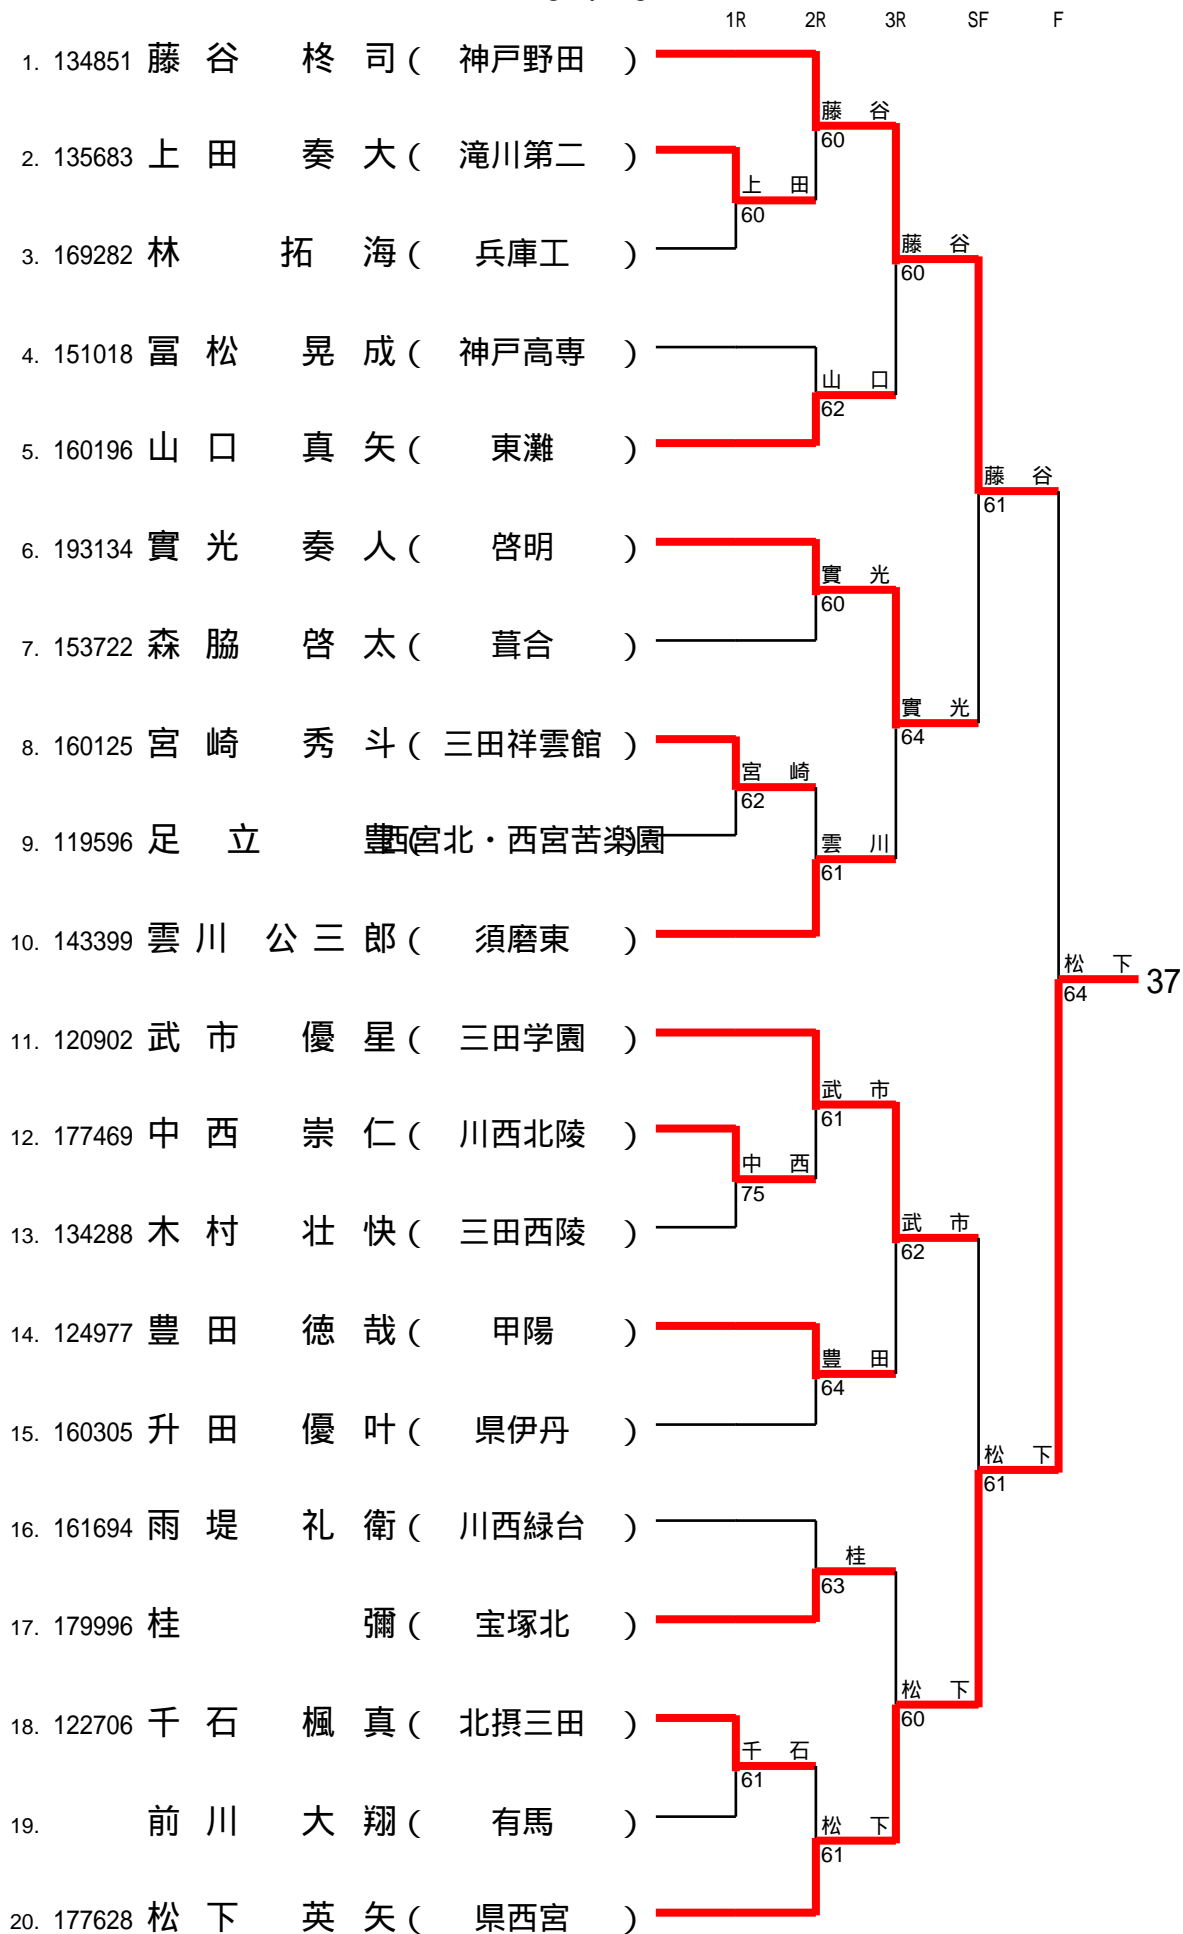 1R 2R 3R SF F
1. 134851 藤谷 柊司 ( 神戸野田 )
藤谷
60
2. 135683 上田 奏大 ( 滝川第二 )
上田
60
3. 169282 林 拓海 ( 兵庫工 )
藤谷
60
4. 151018 冨松 晃成 ( 神戸高専 )
山口
62
5. 160196 山口 真矢 ( 東灘 )
藤谷
61
6. 193134 實光 奏人 ( 啓明 )
實光
60
7. 153722 森脇 啓太 ( 葺合 )
實光
64
8. 160125 宮崎 秀斗 ( 三田祥雲館 )
宮崎
62
9. 119596 足立 豊 ( 西宮北・西宮苦楽園 )
雲川
61
10. 143399 雲川 公三郎 ( 須磨東 )
松下
64
37
11. 120902 武市 優星 ( 三田学園 )
武市
61
12. 177469 中西 崇仁 ( 川西北陵 )
中西
75
13. 134288 木村 壮快 ( 三田西陵 )
武市
62
14. 124977 豊田 徳哉 ( 甲陽 )
豊田
64
15. 160305 升田 優叶 ( 県伊丹 )
松下
61
16. 161694 雨堤 礼衛 ( 川西緑台 )
桂
63
17. 179996 桂 彌 ( 宝塚北 )
松下
60
18. 122706 千石 楓真 ( 北摂三田 )
千石
61
19. 前川 大翔 ( 有馬 )
松下
61
20. 177628 松下 英矢 ( 県西宮 )